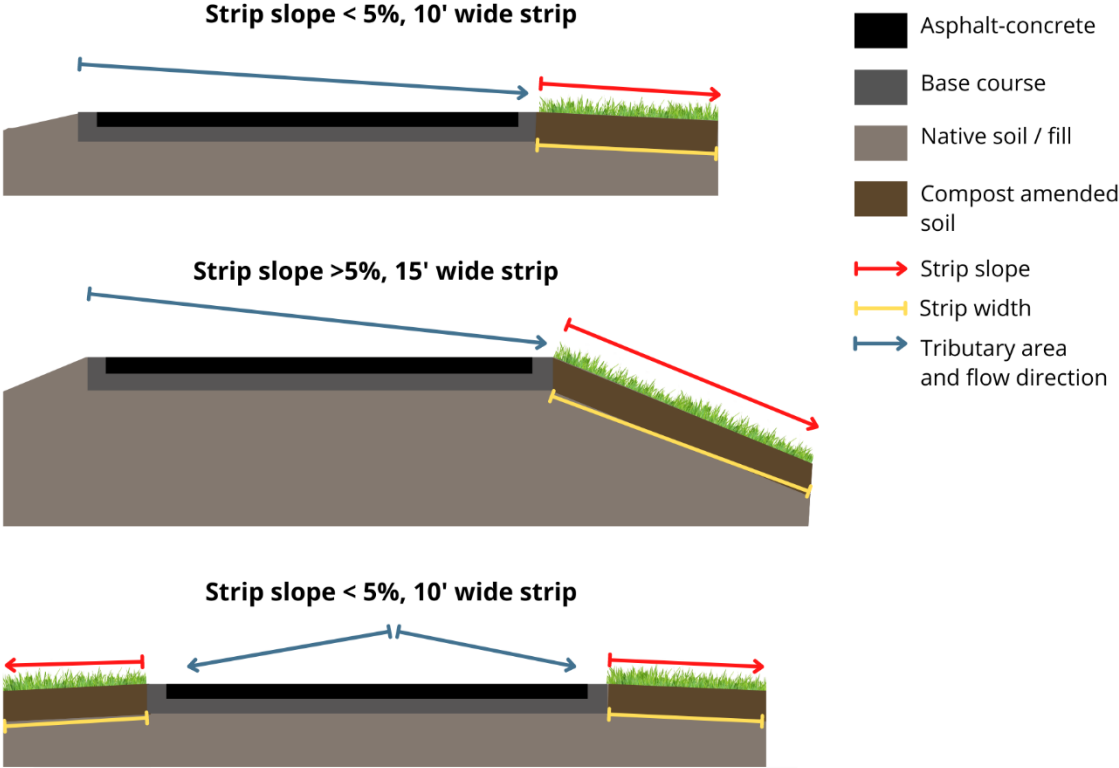 Strip slope < 5%, 10' wide strip
Asphalt-concrete
Base course
Native soil / fill
Compost amended
soil
Strip slope >5%, 15' wide strip
Strip slope
Strip width
Tributary area
and flow direction
Strip slope < 5%, 10' wide strip